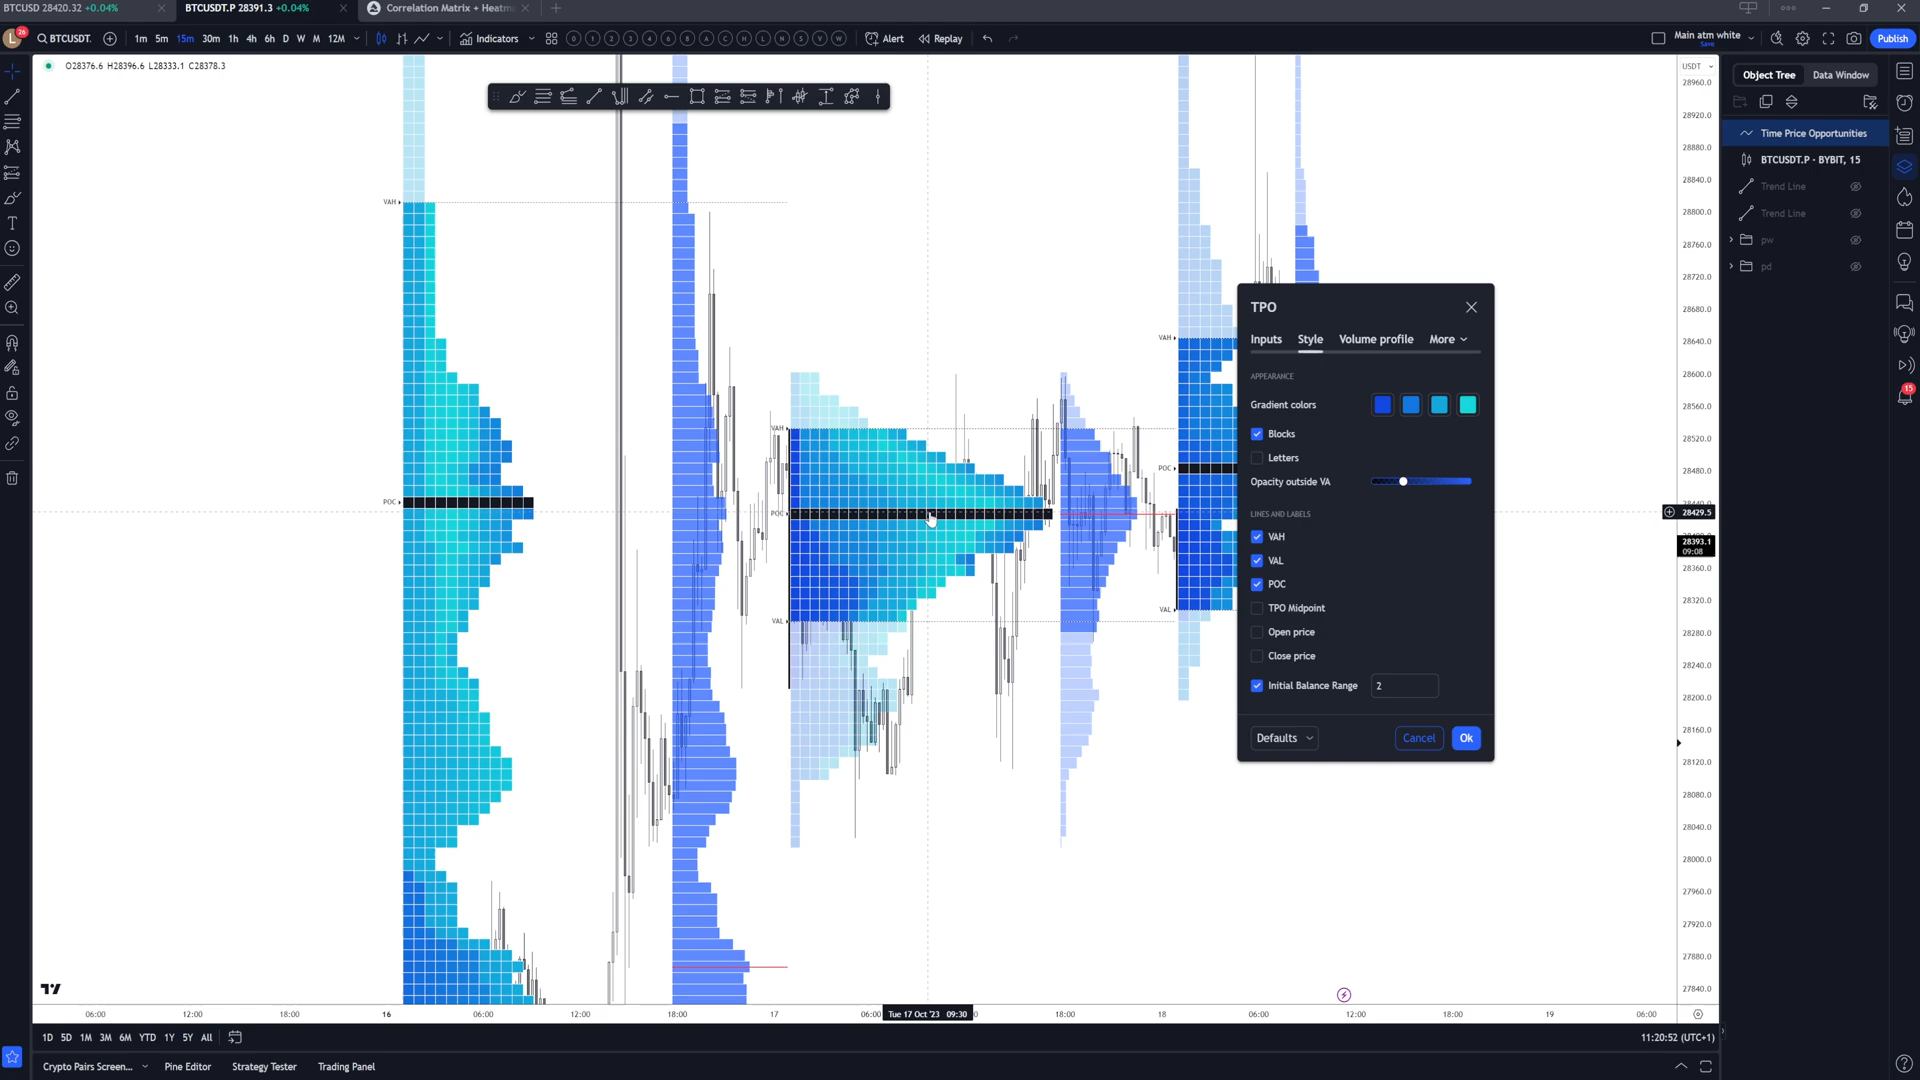 BTCUSD 28420.32 +0.04%
BTCUSDT.P 28391.3 +0.04%
Correlation Matrix + Heatm
L
26
BTCUSDT.
1m 5m 15m 30m 1h 4h 6h D W M 12M
Indicators
Alert
Replay
Main atm white
Save
Publish
O28376.6 H28396.6 L28333.1 C28378.3
USDT
28960.0
28920.0
28880.0
28840.0
28800.0
28760.0
28720.0
28680.0
28640.0
28600.0
28560.0
28520.0
28480.0
28429.5
28393.1
09:08
28360.0
28320.0
28280.0
28240.0
28200.0
28160.0
28120.0
28080.0
28040.0
28000.0
27960.0
27920.0
27880.0
27840.0
VAH
POC
VAH
POC
VAL
VAH
POC
VAL
Object Tree
Data Window
Time Price Opportunities
BTCUSDT.P · BYBIT, 15
Trend Line
Trend Line
pw
pd
15
TPO
Inputs
Style
Volume profile
More
APPEARANCE
Gradient colors
Blocks
Letters
Opacity outside VA
LINES AND LABELS
VAH
VAL
POC
TPO Midpoint
Open price
Close price
Initial Balance Range
2
Defaults
Cancel
Ok
06:00 12:00 18:00 16 06:00 12:00 18:00 17 06:00 Tue 17 Oct '23 09:30 18:00 18 06:00 12:00 18:00 19 06:00
1D 5D 1M 3M 6M YTD 1Y 5Y All
11:20:52 (UTC+1)
Crypto Pairs Screen...
Pine Editor
Strategy Tester
Trading Panel